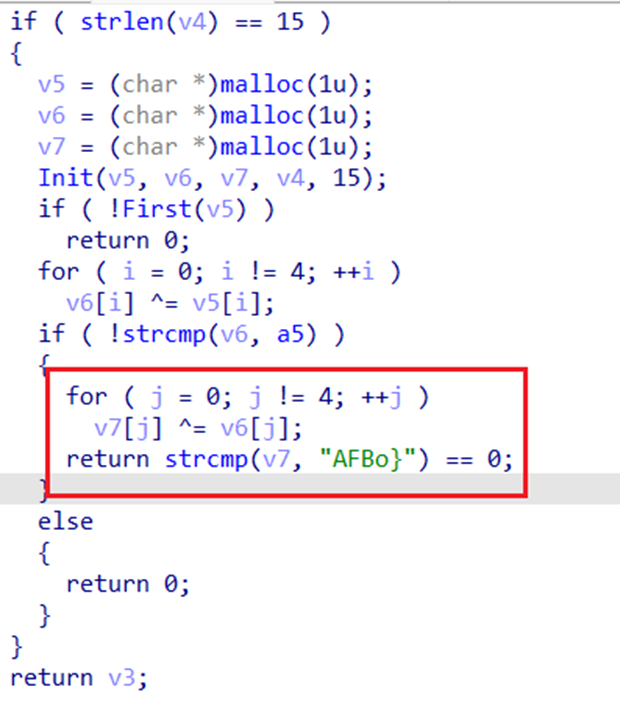 if ( strlen(v4) == 15 )
{
v5 = (char *)malloc(1u);
v6 = (char *)malloc(1u);
v7 = (char *)malloc(1u);
Init(v5, v6, v7, v4, 15);
if ( !First(v5) )
return 0;
for ( i = 0; i != 4; ++i )
v6[i] ^= v5[i];
if ( !strcmp(v6, a5) )
{
for ( j = 0; j != 4; ++j )
v7[j] ^= v6[j];
return strcmp(v7, "AFBo}") == 0;
}
else
{
return 0;
}
}
return v3;